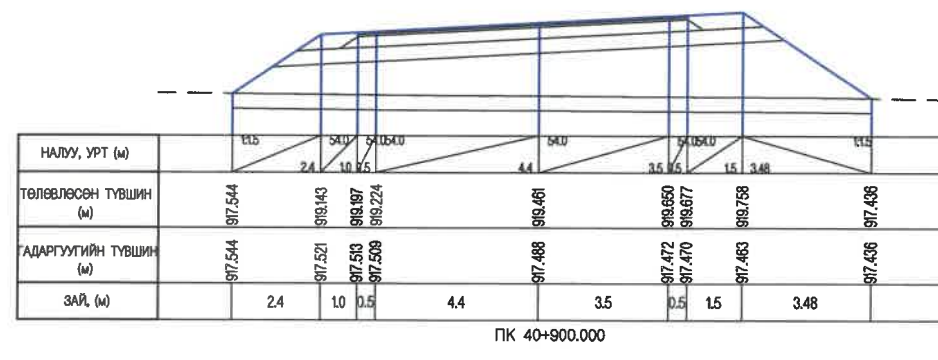 1:1.5 54.0 54.0 54.0 54.0 54.0 54.0 1:1.5
НАЛУУ, УРТ (м)
2.4 1.0 0.5 4.4 3.5 0.5 1.5 3.48
ТӨЛӨВЛӨСӨН ТҮВШИН
(м)
917.544 919.143 919.197 919.224 919.461 919.650 919.677 919.758 917.436
ГАДАРГУУГИЙН ТҮВШИН
(м)
917.544 917.521 917.513 917.509 917.488 917.472 917.470 917.463 917.436
ЗАЙ, (м) 2.4 1.0 0.5 4.4 3.5 0.5 1.5 3.48
ПК 40+900.000